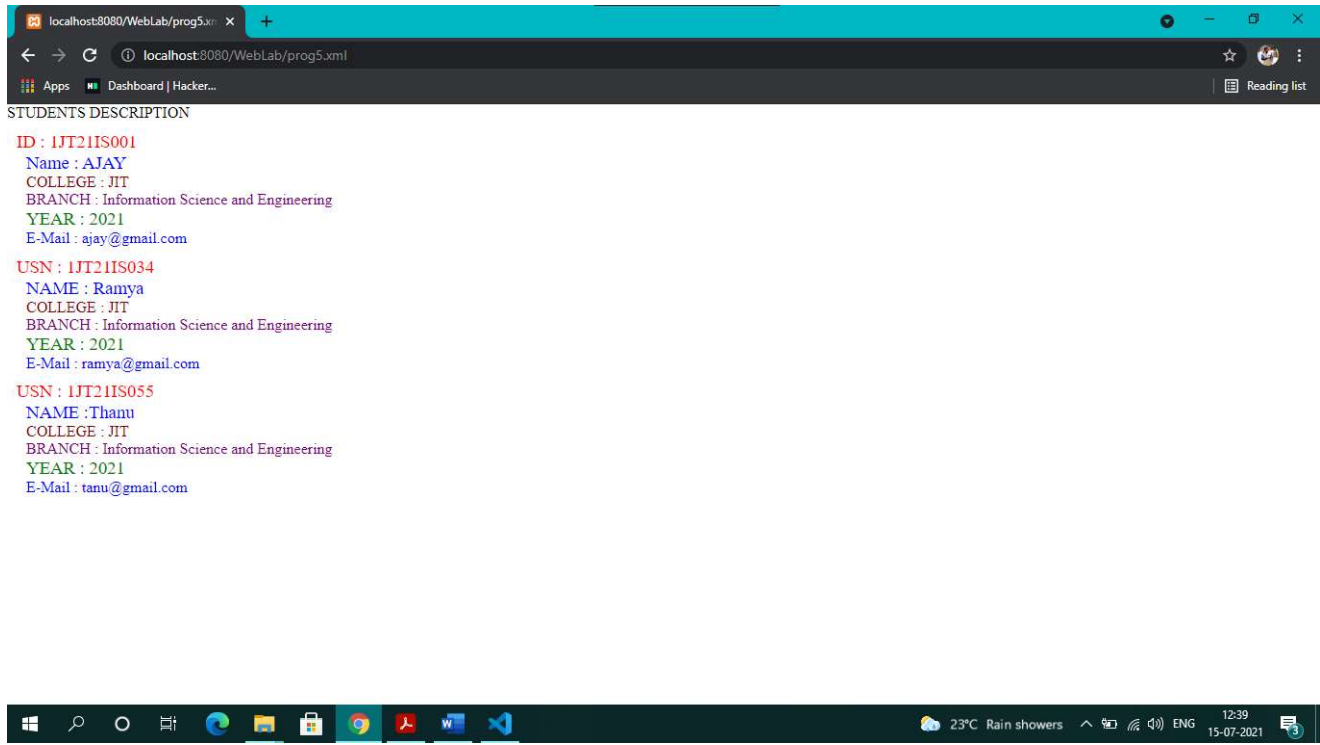 localhost:8080/WebLab/prog5.xm
localhost:8080/WebLab/prog5.xml
Apps
Dashboard | Hacker...
Reading list
STUDENTS DESCRIPTION
ID : 1JT21IS001
Name : AJAY
COLLEGE : JIT
BRANCH : Information Science and Engineering
YEAR : 2021
E-Mail : ajay@gmail.com
USN : 1JT21IS034
NAME : Ramya
COLLEGE : JIT
BRANCH : Information Science and Engineering
YEAR : 2021
E-Mail : ramya@gmail.com
USN : 1JT21IS055
NAME :Thanu
COLLEGE : JIT
BRANCH : Information Science and Engineering
YEAR : 2021
E-Mail : tanu@gmail.com
23°C Rain showers
ENG
12:39
15-07-2021
3